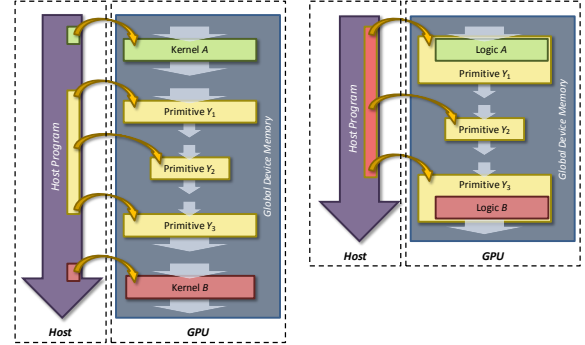 Kernel A
Primitive Y1
Primitive Y2
Primitive Y3
Kernel B
Host Program
Global Device Memory
Host
GPU
Logic A
Primitive Y1
Primitive Y2
Primitive Y3
Logic B
Host Program
Global Device Memory
Host
GPU